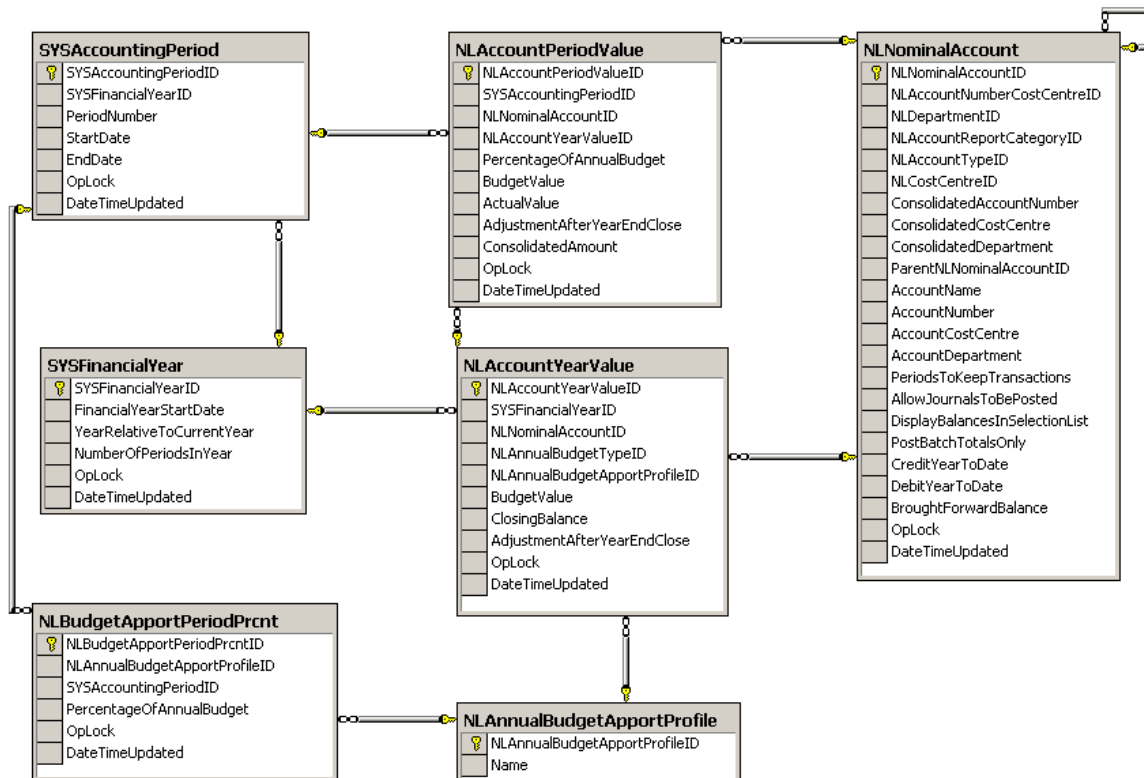 SYSAccountingPeriod
SYSAccountingPeriodID
SYSFinancialYearID
PeriodNumber
StartDate
EndDate
OpLock
DateTimeUpdated
NLAccountPeriodValue
NLAccountPeriodValueID
SYSAccountingPeriodID
NLNominalAccountID
NLAccountYearValueID
PercentageOfAnnualBudget
BudgetValue
ActualValue
AdjustmentAfterYearEndClose
ConsolidatedAmount
OpLock
DateTimeUpdated
NLNominalAccount
NLNominalAccountID
NLAccountNumberCostCentreID
NLDepartmentID
NLAccountReportCategoryID
NLAccountTypeID
NLCostCentreID
ConsolidatedAccountNumber
ConsolidatedCostCentre
ConsolidatedDepartment
ParentNLNominalAccountID
AccountName
AccountNumber
AccountCostCentre
AccountDepartment
PeriodsToKeepTransactions
AllowJournalsToBePosted
DisplayBalancesInSelectionList
PostBatchTotalsOnly
CreditYearToDate
DebitYearToDate
BroughtForwardBalance
OpLock
DateTimeUpdated
SYSFinancialYear
SYSFinancialYearID
FinancialYearStartDate
YearRelativeToCurrentYear
NumberOfPeriodsInYear
OpLock
DateTimeUpdated
NLAccountYearValue
NLAccountYearValueID
SYSFinancialYearID
NLNominalAccountID
NLAnnualBudgetTypeID
NLAnnualBudgetApportProfileID
BudgetValue
ClosingBalance
AdjustmentAfterYearEndClose
OpLock
DateTimeUpdated
NLBudgetApportPeriodPrcnt
NLBudgetApportPeriodPrcntID
NLAnnualBudgetApportProfileID
SYSAccountingPeriodID
PercentageOfAnnualBudget
OpLock
DateTimeUpdated
NLAnnualBudgetApportProfile
NLAnnualBudgetApportProfileID
Name